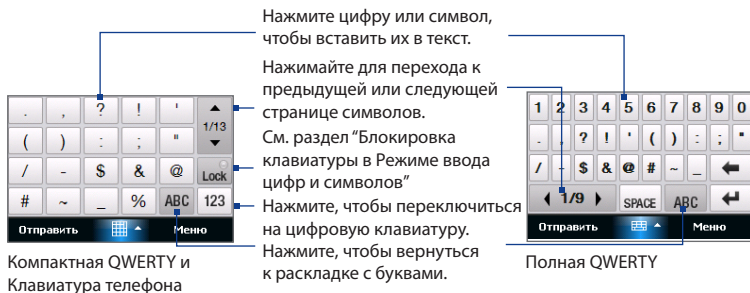 Нажмите цифру или символ,
чтобы вставить их в текст.
Нажимайте для перехода к
предыдущей или следующей
странице символов.
См. раздел “Блокировка
клавиатуры в Режиме ввода
цифр и символов”
Нажмите, чтобы переключиться
на цифровую клавиатуру.
Нажмите, чтобы вернуться
к раскладке с буквами.
. , ? ! '
1/13
( ) : ; "
/ - $ & @ Lock
# ~ _ % ABC 123
Отправить Меню
Компактная QWERTY и
Клавиатура телефона
1 2 3 4 5 6 7 8 9 0
. , ? ! ' ( ) : ; "
/ - $ & @ # ~ _
1/9 SPACE ABC
Отправить Меню
Полная QWERTY